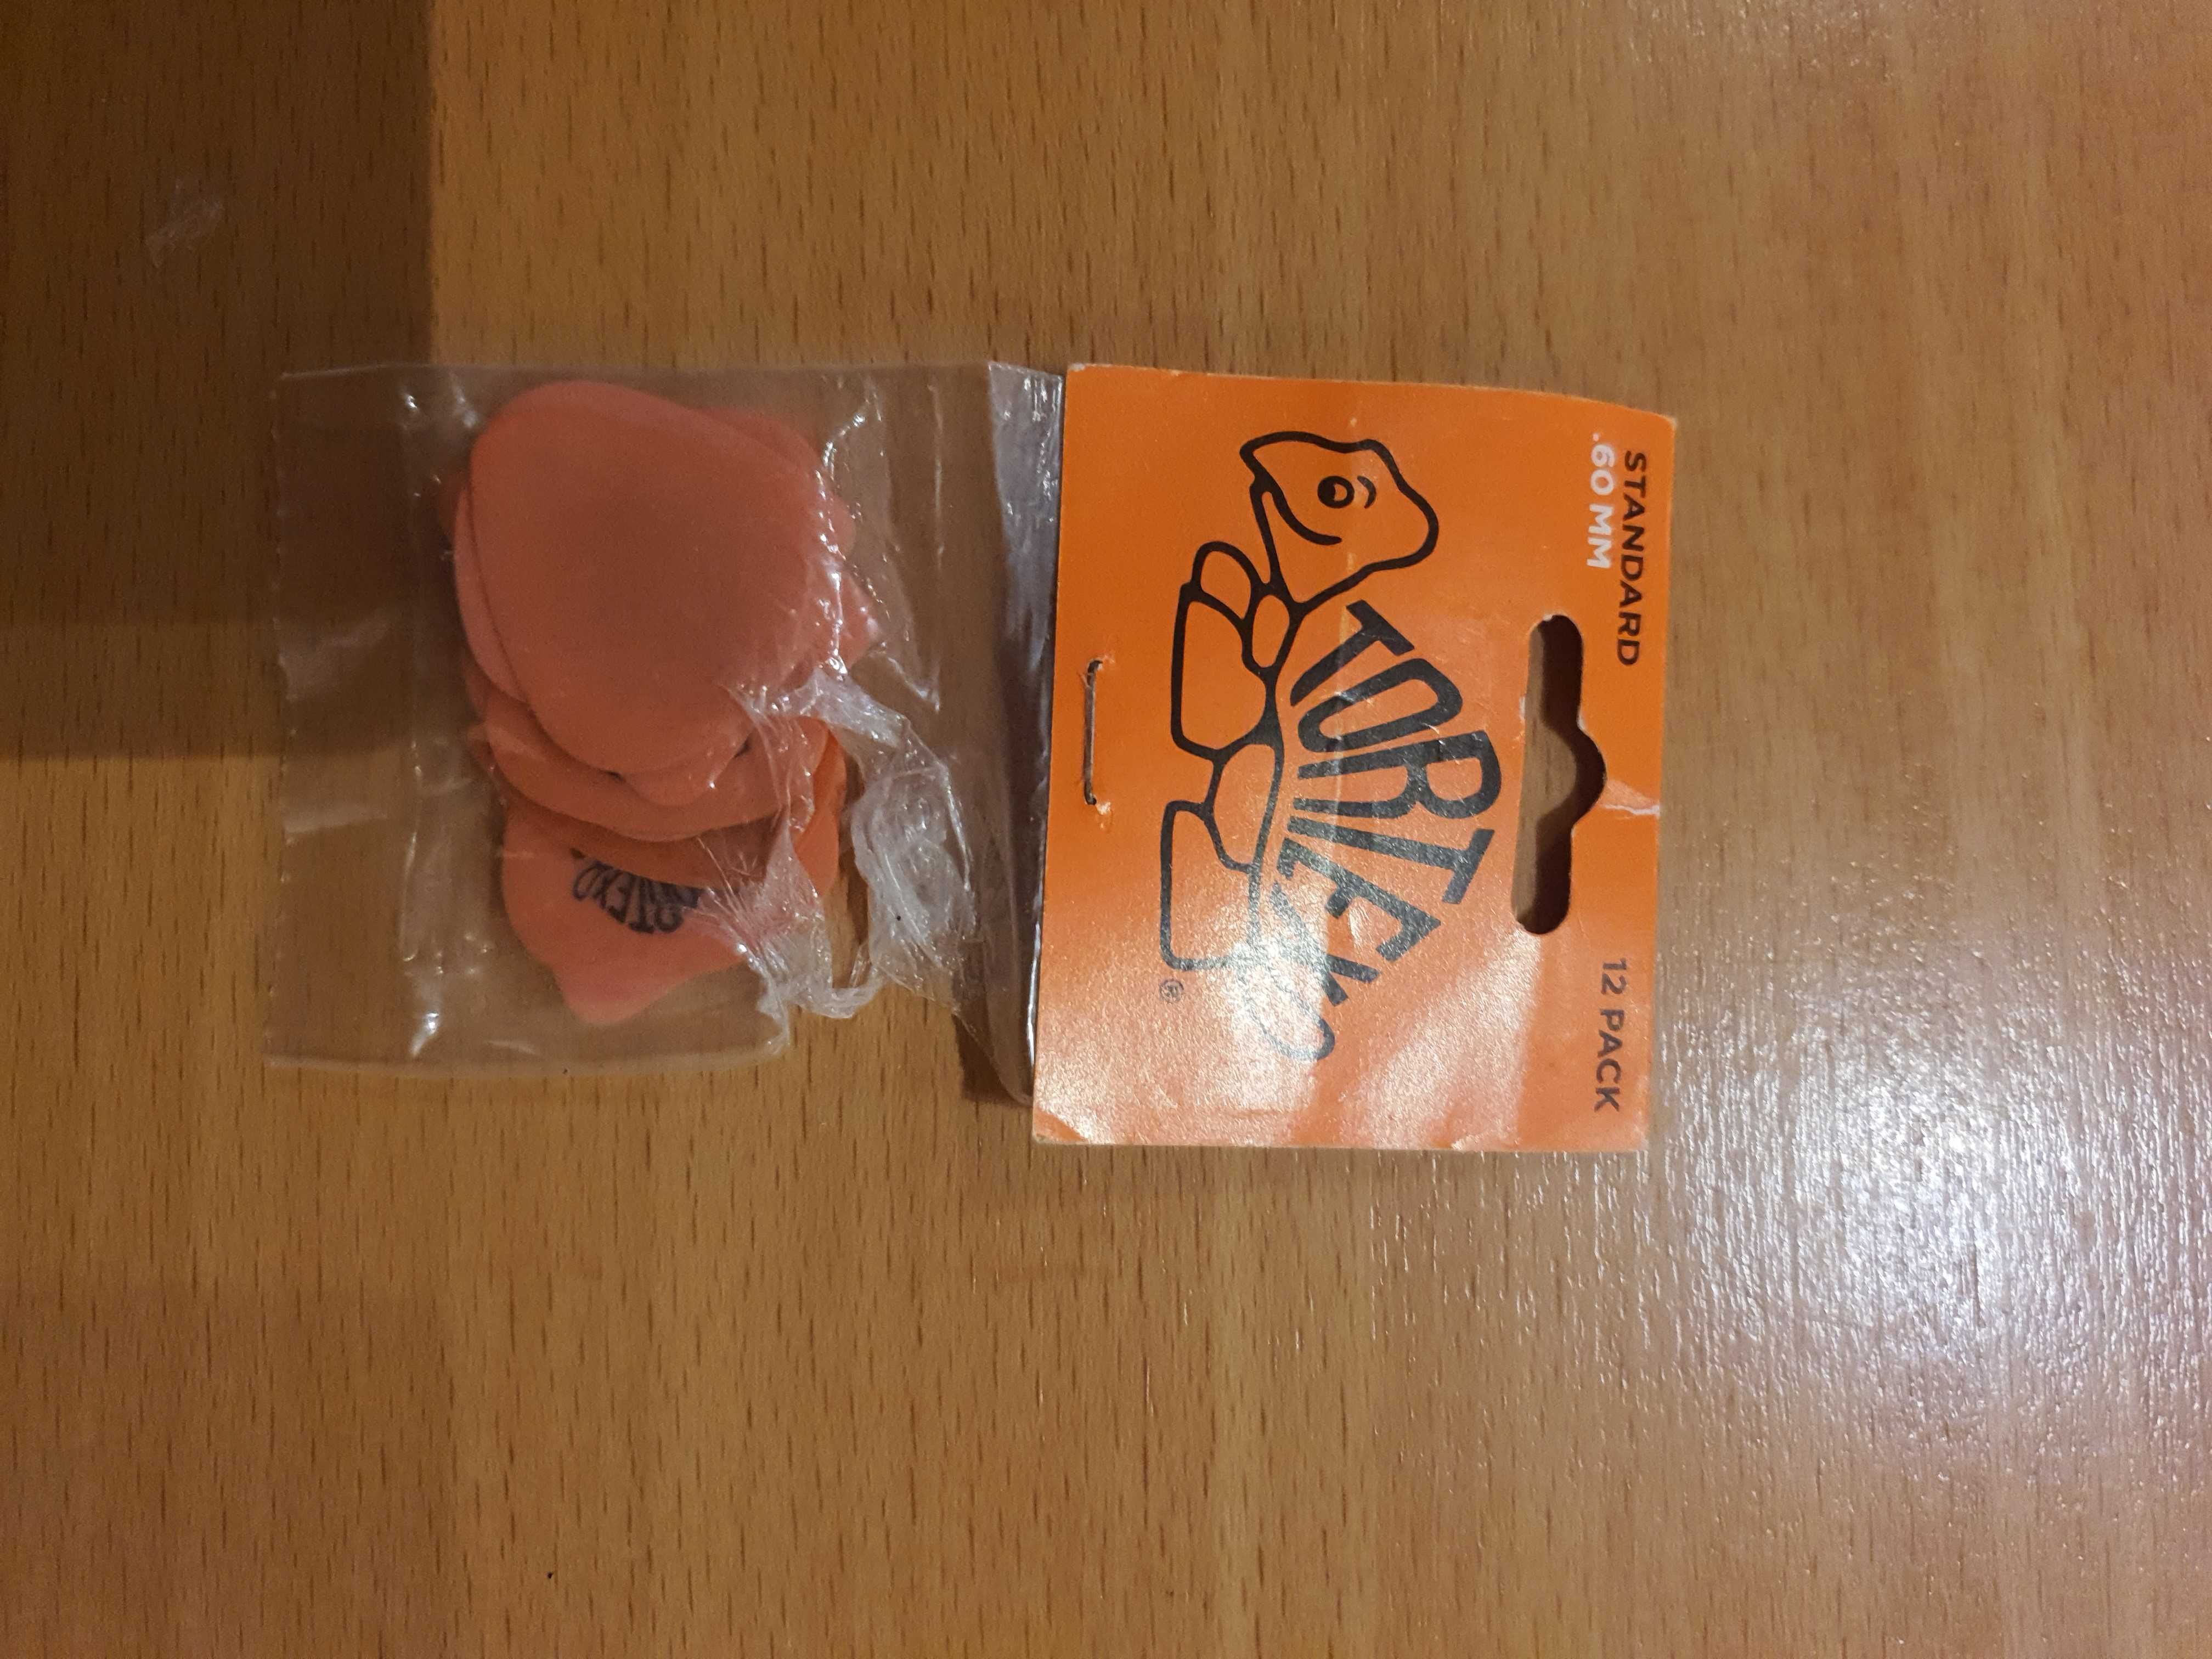 STANDARD
.60 MM
12 PACK
TORTEX
®